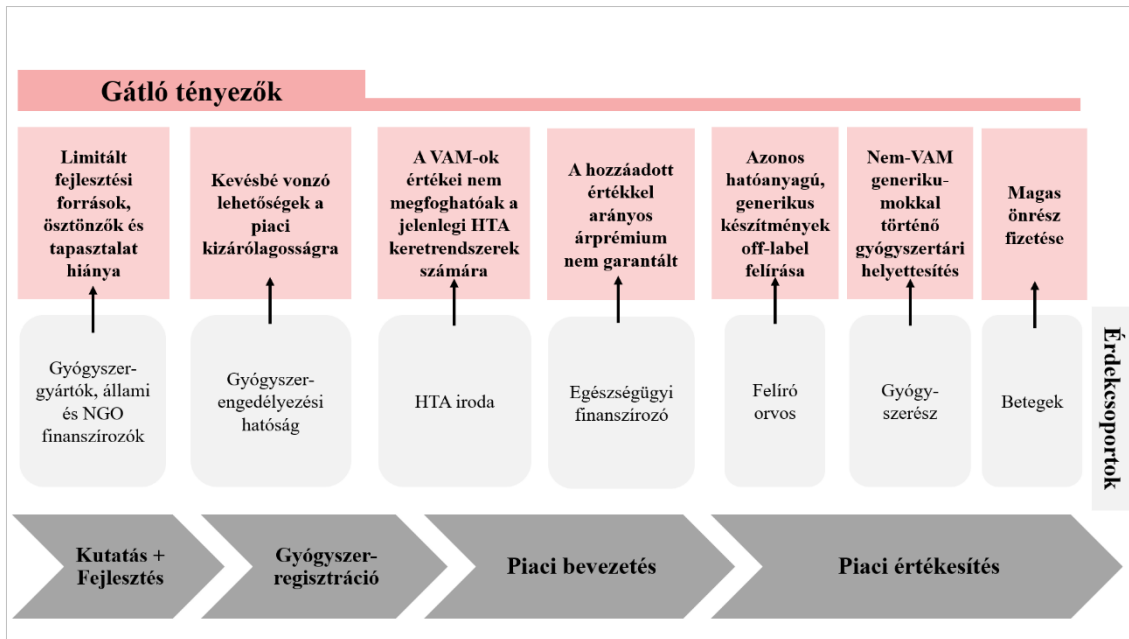 Gátló tényezők
Limitált
fejlesztési
források,
ösztönzők és
tapasztalat
hiánya
Kevésbé vonzó
lehetőségek a
piaci
kizárólagosságra
A VAM-ok
értékei nem
megfoghatóak a
jelenlegi HTA
keretrendszerek
számára
A hozzáadott
értékkel
arányos
árprémium
nem garantált
Azonos
hatóanyagú,
generikus
készítmények
off-label
felírása
Nem-VAM
generiku-
mokkal
történő
gyógyszertári
helyettesítés
Magas
önrész
fizetése
Gyógyszer-
gyártók, állami
és NGO
finanszírozók
Gyógyszer-
engedélyezési
hatóság
HTA iroda
Egészségügyi
finanszírozó
Felíró
orvos
Gyógy-
szerész
Betegek
Érdekcsoportok
Kutatás +
Fejlesztés
Gyógyszer-
regisztráció
Piaci bevezetés
Piaci értékesítés